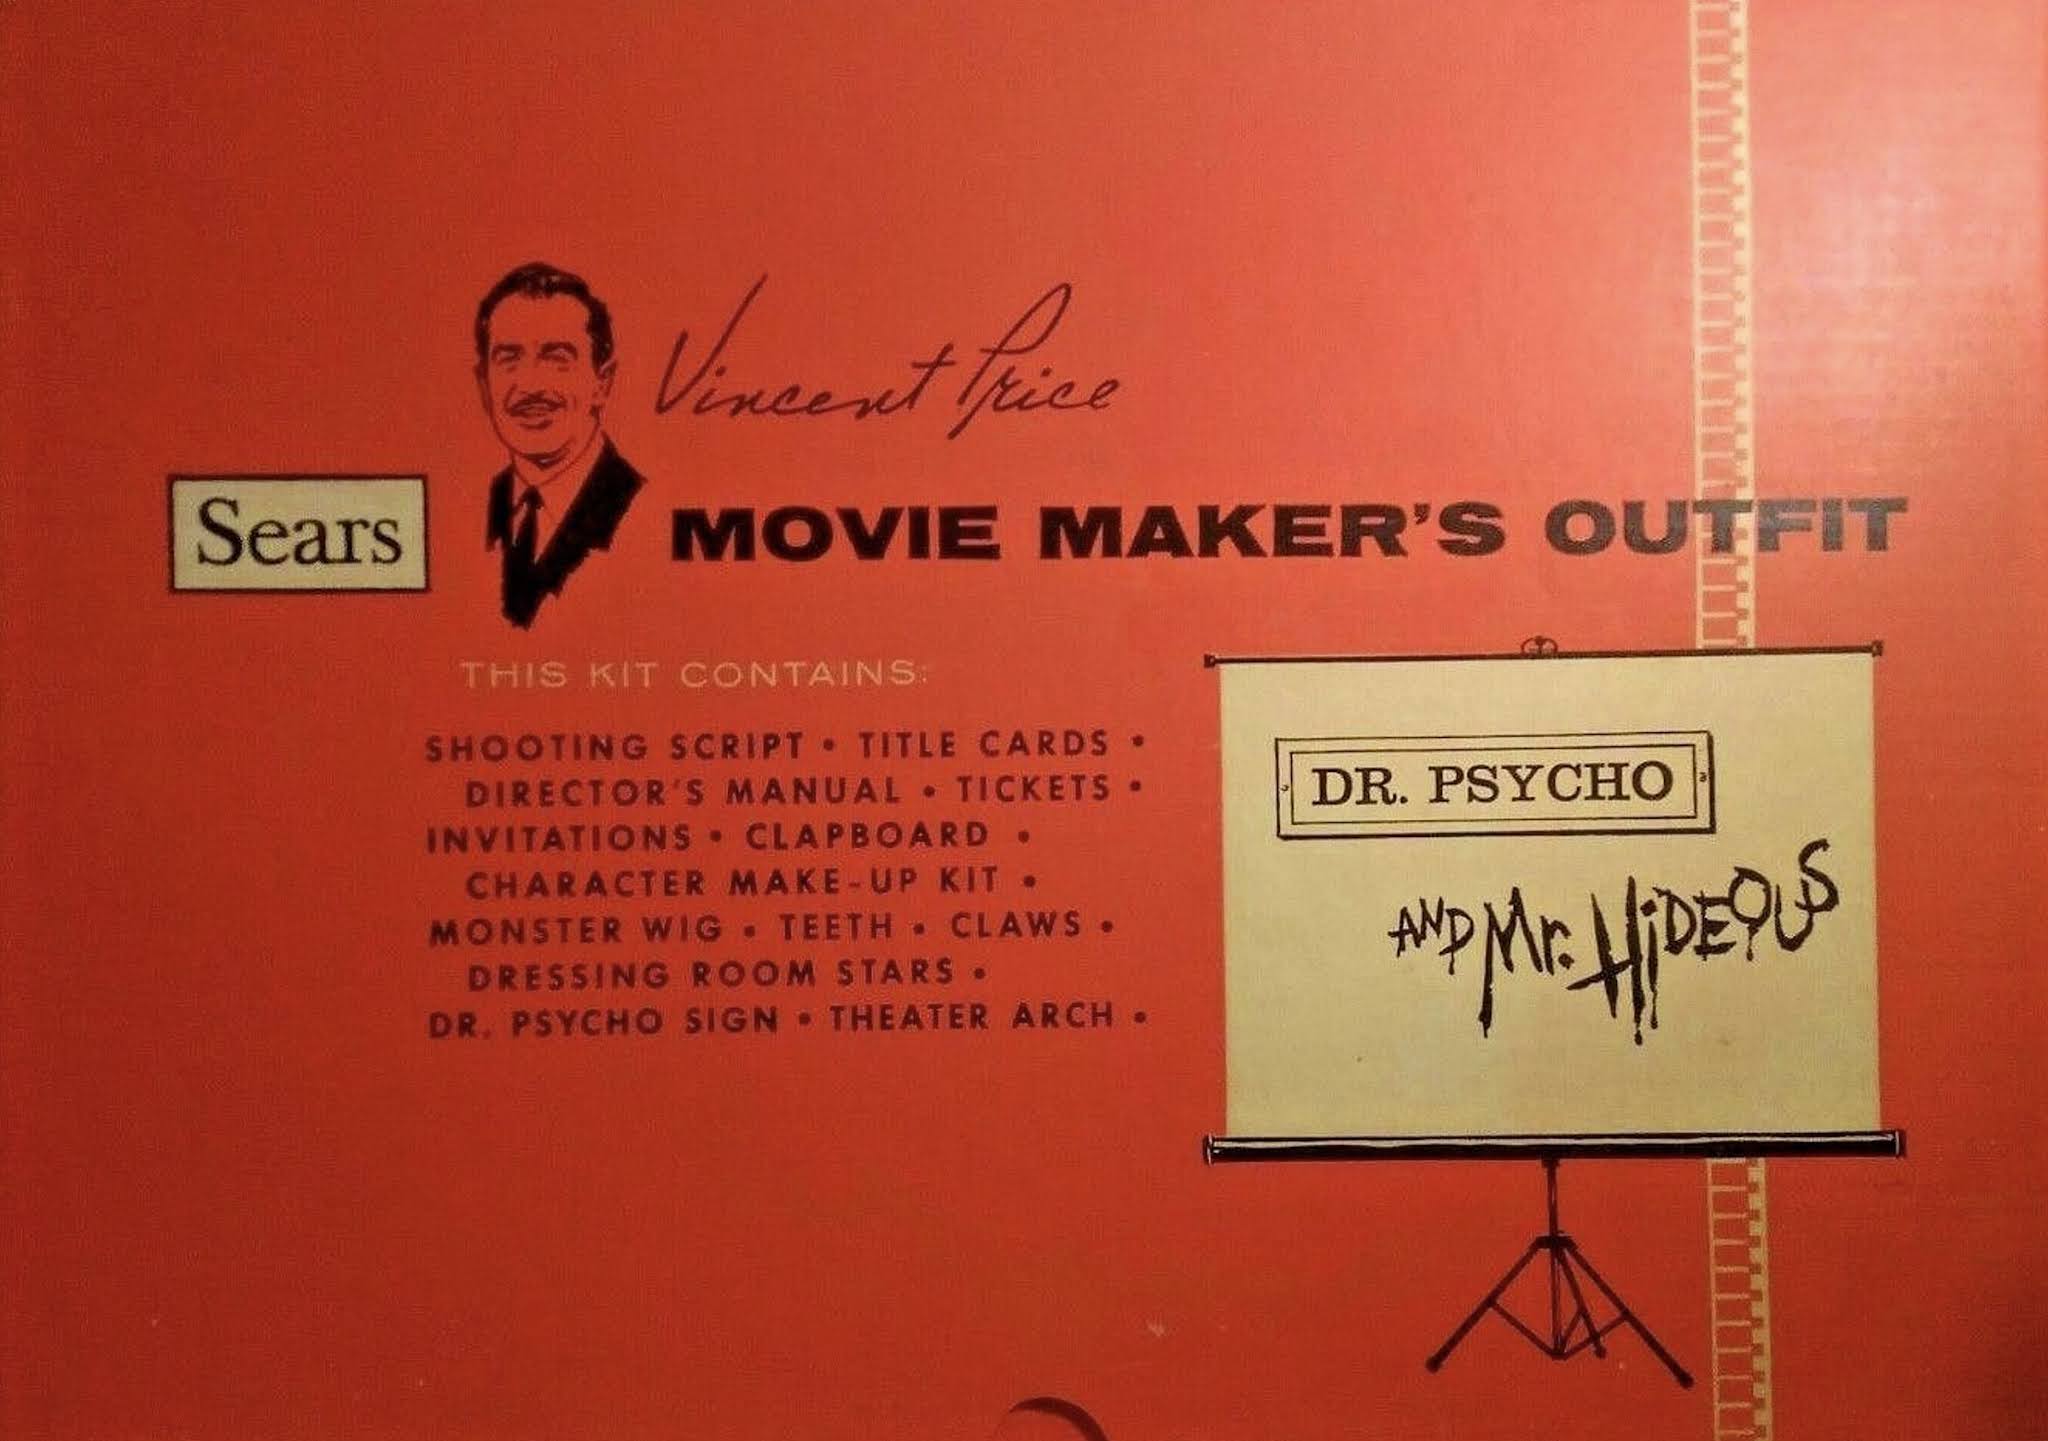 Vincent Price
Sears
MOVIE MAKER'S OUTFIT
THIS KIT CONTAINS:
SHOOTING SCRIPT • TITLE CARDS •
DIRECTOR'S MANUAL • TICKETS •
INVITATIONS • CLAPBOARD •
CHARACTER MAKE-UP KIT •
MONSTER WIG • TEETH • CLAWS •
DRESSING ROOM STARS •
DR. PSYCHO SIGN • THEATER ARCH •
DR. PSYCHO
AND Mr. HiDEOUS